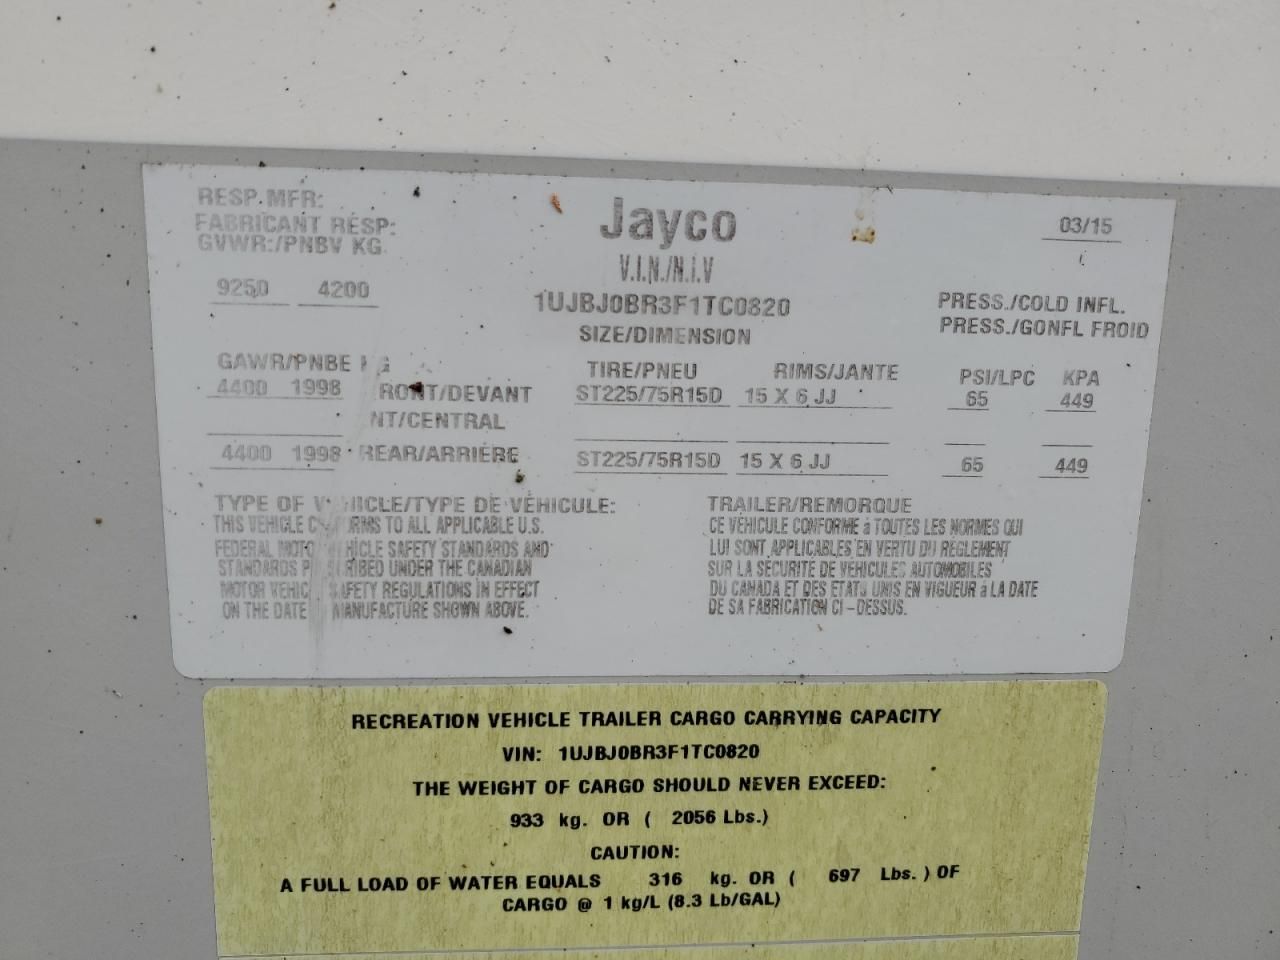 RESP. MFR:
FABRICANT RESP:
GVWR:/PNBV KG
Jayco
03/15
V.I.N./N.I.V
9250 4200
1UJBJ0BR3F1TC0820
PRESS./COLD INFL.
PRESS./GONFL FROID
SIZE/DIMENSION
GAWR/PNBE
TIRE/PNEU RIMS/JANTE PSI/LPC KPA
4400 1998 RONT/DEVANT ST225/75R15D 15 X 6 JJ 65 449
NT/CENTRAL
4400 1998 REAR/ARRIÈRE ST225/75R15D 15 X 6 JJ 65 449
TYPE OF VEHICLE/TYPE DE VÉHICULE: TRAILER/REMORQUE
THIS VEHICLE CONFORMS TO ALL APPLICABLE U.S.
FEDERAL MOTOR VEHICLE SAFETY STANDARDS AND
STANDARDS PRESCRIBED UNDER THE CANADIAN
MOTOR VEHICLE SAFETY REGULATIONS IN EFFECT
ON THE DATE MANUFACTURE SHOWN ABOVE.
CE VÉHICULE CONFORME à TOUTES LES NORMES QUI
LUI SONT APPLICABLES EN VERTU DU RÈGLEMENT
SUR LA SÉCURITÉ DE VÉHICULES AUTOMOBILES
DU CANADA ET DES ÉTATS UNIS EN VIGUEUR à LA DATE
DE SA FABRICATION CI-DESSUS.
RECREATION VEHICLE TRAILER CARGO CARRYING CAPACITY
VIN: 1UJBJ0BR3F1TC0820
THE WEIGHT OF CARGO SHOULD NEVER EXCEED:
933 kg. OR ( 2056 Lbs.)
CAUTION:
A FULL LOAD OF WATER EQUALS 316 kg. OR ( 697 Lbs. ) OF
CARGO @ 1 kg/L (8.3 Lb/GAL)